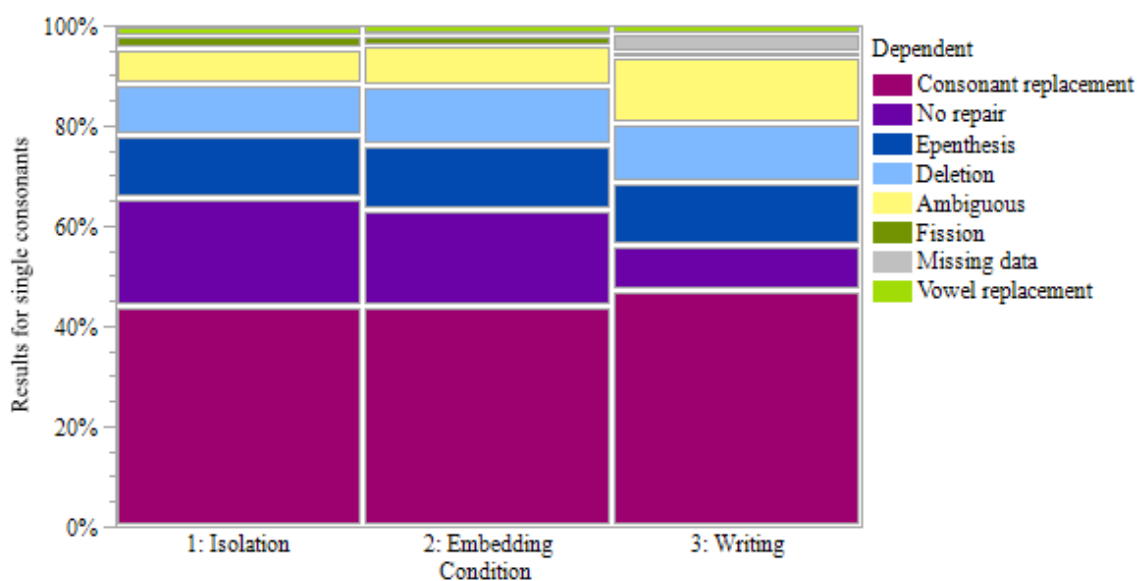 100%
80%
60%
40%
20%
0%
Results for single consonants
1: Isolation
2: Embedding
3: Writing
Condition
Dependent
Consonant replacement
No repair
Epenthesis
Deletion
Ambiguous
Fission
Missing data
Vowel replacement